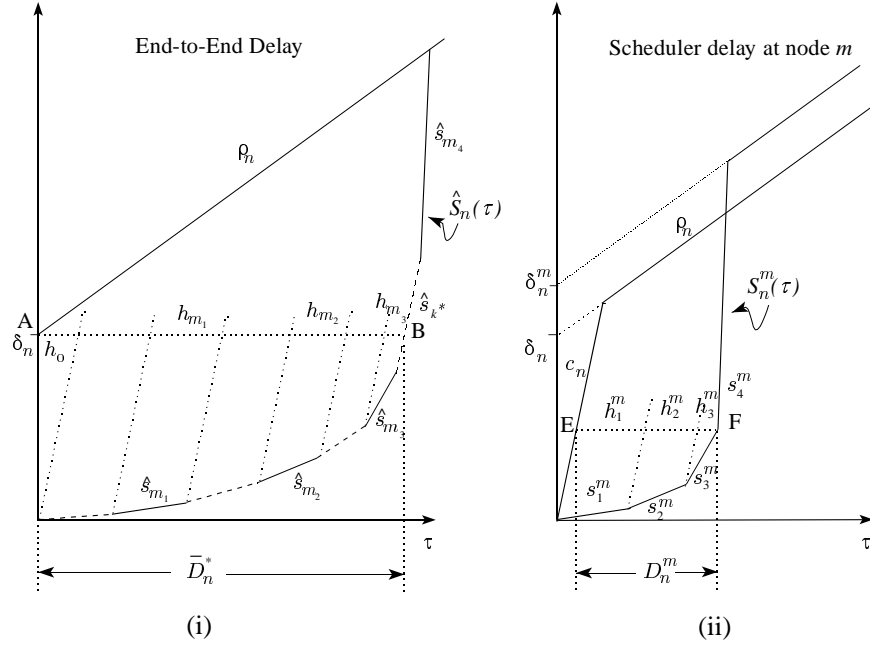 End-to-End Delay
ρn
ŝm4
Ŝn(τ)
A
δn
h0
hm1
hm2
hm3
ŝk*
B
ŝm3
ŝm1
ŝm2
τ
D̄n*
(i)
Scheduler delay at node m
ρn
δnm
Snm(τ)
δn
cn
s4m
h1m
h2m
h3m
E
F
s1m
s3m
s2m
τ
Dnm
(ii)